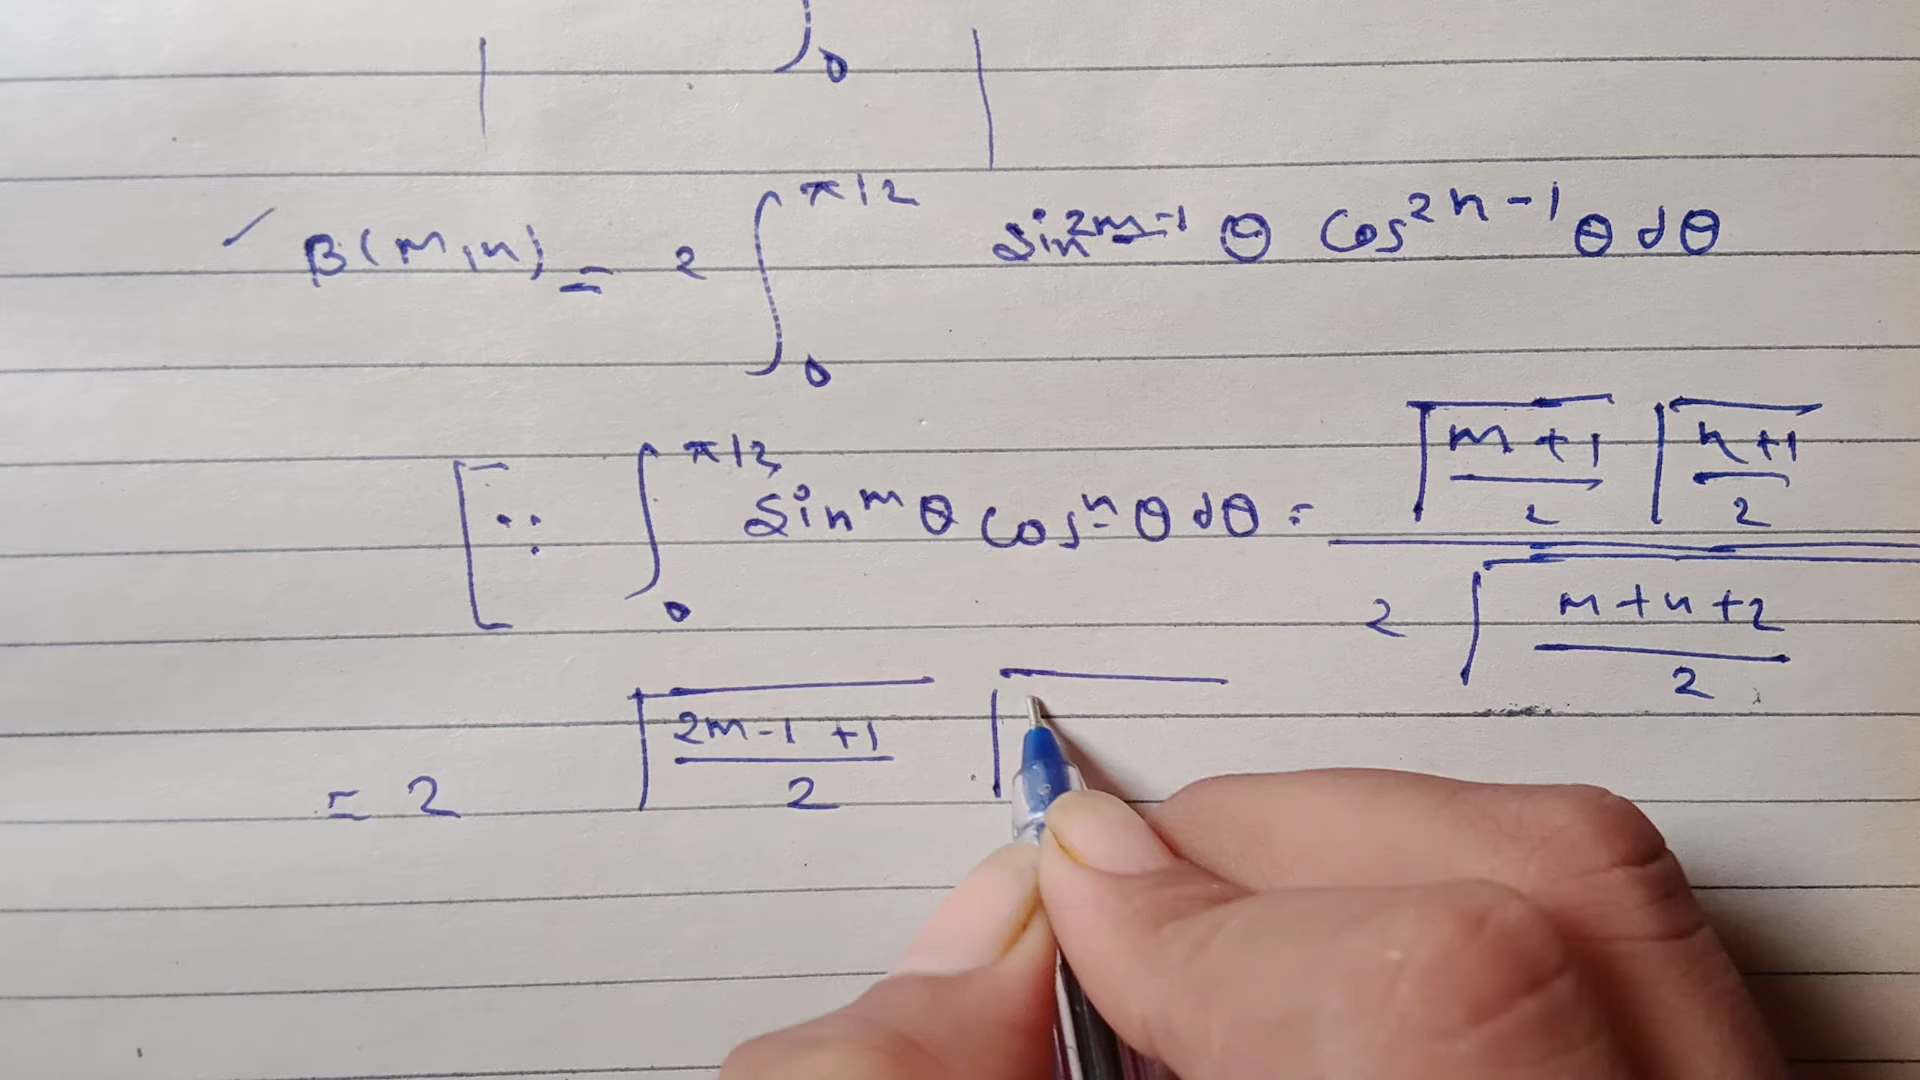 ∫₀
β(m,n) = 2 ∫₀^π/2 sin^2m-1 θ cos^2n-1 θ dθ
[∵ ∫₀^π/2 sin^m θ cos^n θ dθ = (Γ(m+1)/2 Γ(n+1)/2) / (2 Γ(m+n+2)/2)
= 2 Γ(2m-1+1)/2 Γ